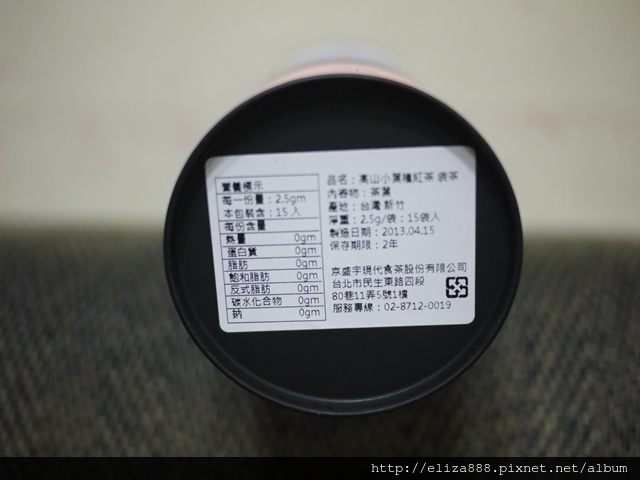 營養標示
每一份量：2.5gm
本包裝含：15入
每份含量
熱量 0gm
蛋白質 0gm
脂肪 0gm
飽和脂肪 0gm
反式脂肪 0gm
碳水化合物 0gm
鈉 0gm
品名：高山小葉種紅茶 袋茶
內容物：茶葉
產地：台灣 新竹
淨重：2.5g/袋：15袋入
製造日期：2013.04.15
保存期限：2年
京盛宇現代食茶股份有限公司
台北市民生東路四段
80巷11弄5號1樓
服務專線：02-8712-0019
http://eliza888.pixnet.net/album